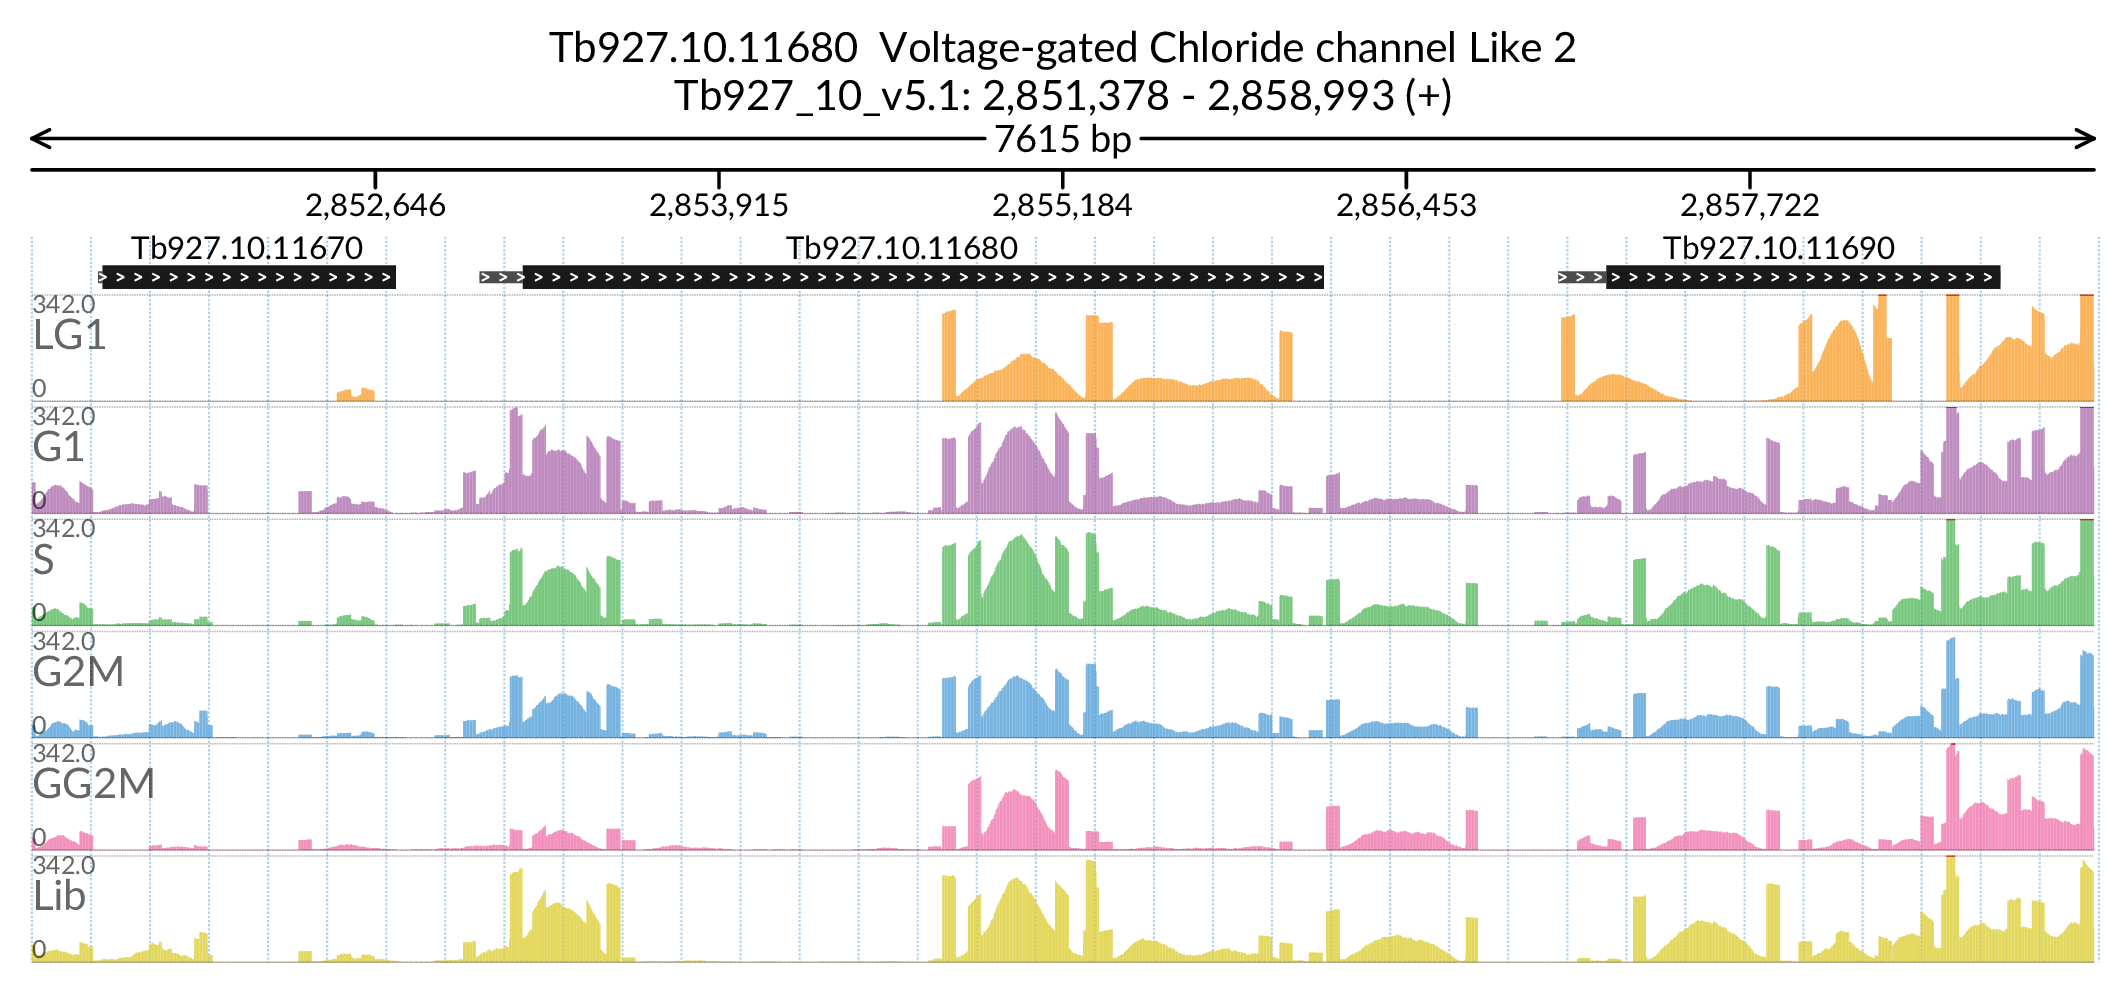 Tb927.10.11680 Voltage-gated Chloride channel Like 2
Tb927_10_v5.1: 2,851,378 - 2,858,993 (+)
7615 bp
2,852,646 2,853,915 2,855,184 2,856,453 2,857,722
Tb927.10.11670 Tb927.10.11680 Tb927.10.11690
342.0
LG1
0
342.0
G1
0
342.0
S
0
342.0
G2M
0
342.0
GG2M
0
342.0
Lib
0